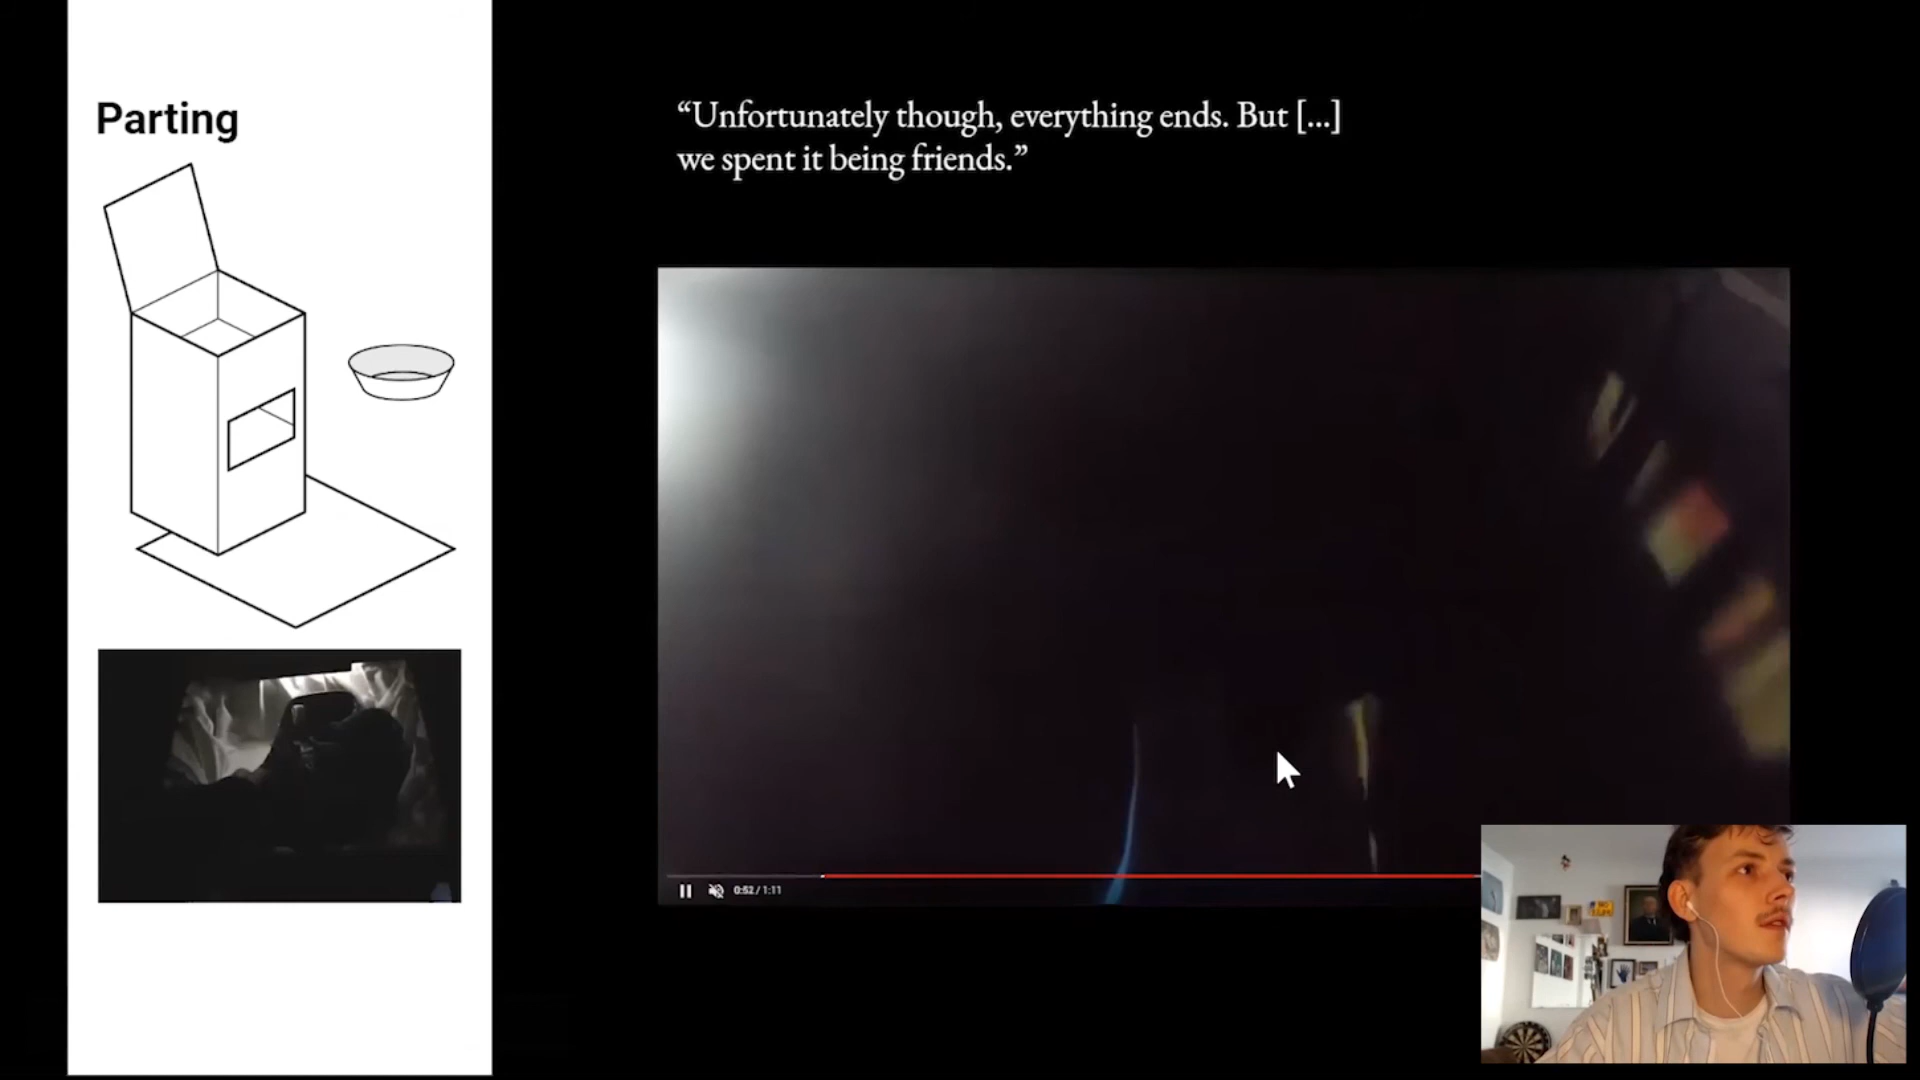 Parting
“Unfortunately though, everything ends. But [...]
we spent it being friends.”
0:52 / 1:11